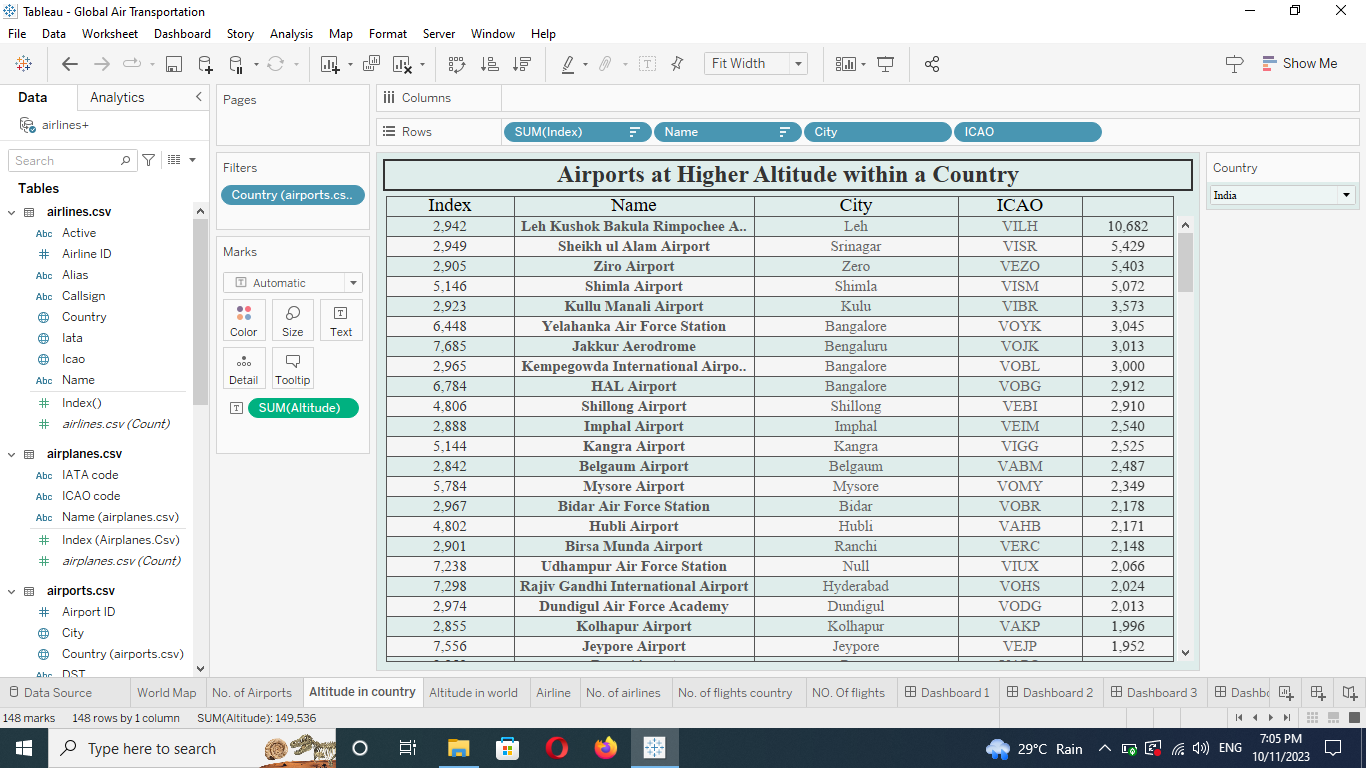 Tableau - Global Air Transportation
File Data Worksheet Dashboard Story Analysis Map Format Server Window Help
Fit Width
Show Me
Data Analytics
airlines+
Search
Tables
airlines.csv
Abc Active
Airline ID
Abc Alias
Abc Callsign
Country
Iata
Icao
Abc Name
Index()
airlines.csv (Count)
airplanes.csv
Abc IATA code
Abc ICAO code
Abc Name (airplanes.csv)
Index (Airplanes.Csv)
airplanes.csv (Count)
airports.csv
Airport ID
City
Country (airports.csv)
Abc DST
Pages
Filters
Country (airports.cs..
Marks
Automatic
Color Size Text
Detail Tooltip
SUM(Altitude)
Columns
Rows SUM(Index) Name City ICAO
Airports at Higher Altitude within a Country
Index Name City ICAO
2,942 Leh Kushok Bakula Rimpochee A.. Leh VILH 10,682
2,949 Sheikh ul Alam Airport Srinagar VISR 5,429
2,905 Ziro Airport Zero VEZO 5,403
5,146 Shimla Airport Shimla VISM 5,072
2,923 Kullu Manali Airport Kulu VIBR 3,573
6,448 Yelahanka Air Force Station Bangalore VOYK 3,045
7,685 Jakkur Aerodrome Bengaluru VOJK 3,013
2,965 Kempegowda International Airpo.. Bangalore VOBL 3,000
6,784 HAL Airport Bangalore VOBG 2,912
4,806 Shillong Airport Shillong VEBI 2,910
2,888 Imphal Airport Imphal VEIM 2,540
5,144 Kangra Airport Kangra VIGG 2,525
2,842 Belgaum Airport Belgaum VABM 2,487
5,784 Mysore Airport Mysore VOMY 2,349
2,967 Bidar Air Force Station Bidar VOBR 2,178
4,802 Hubli Airport Hubli VAHB 2,171
2,901 Birsa Munda Airport Ranchi VERC 2,148
7,238 Udhampur Air Force Station Null VIUX 2,066
7,298 Rajiv Gandhi International Airport Hyderabad VOHS 2,024
2,974 Dundigul Air Force Academy Dundigul VODG 2,013
2,855 Kolhapur Airport Kolhapur VAKP 1,996
7,556 Jeypore Airport Jeypore VEJP 1,952
Country
India
Data Source World Map No. of Airports Altitude in country Altitude in world Airline No. of airlines No. of flights country NO. Of flights Dashboard 1 Dashboard 2 Dashboard 3 Dashbo
148 marks 148 rows by 1 column SUM(Altitude): 149,536
Type here to search
29°C Rain
ENG
7:05 PM
10/11/2023